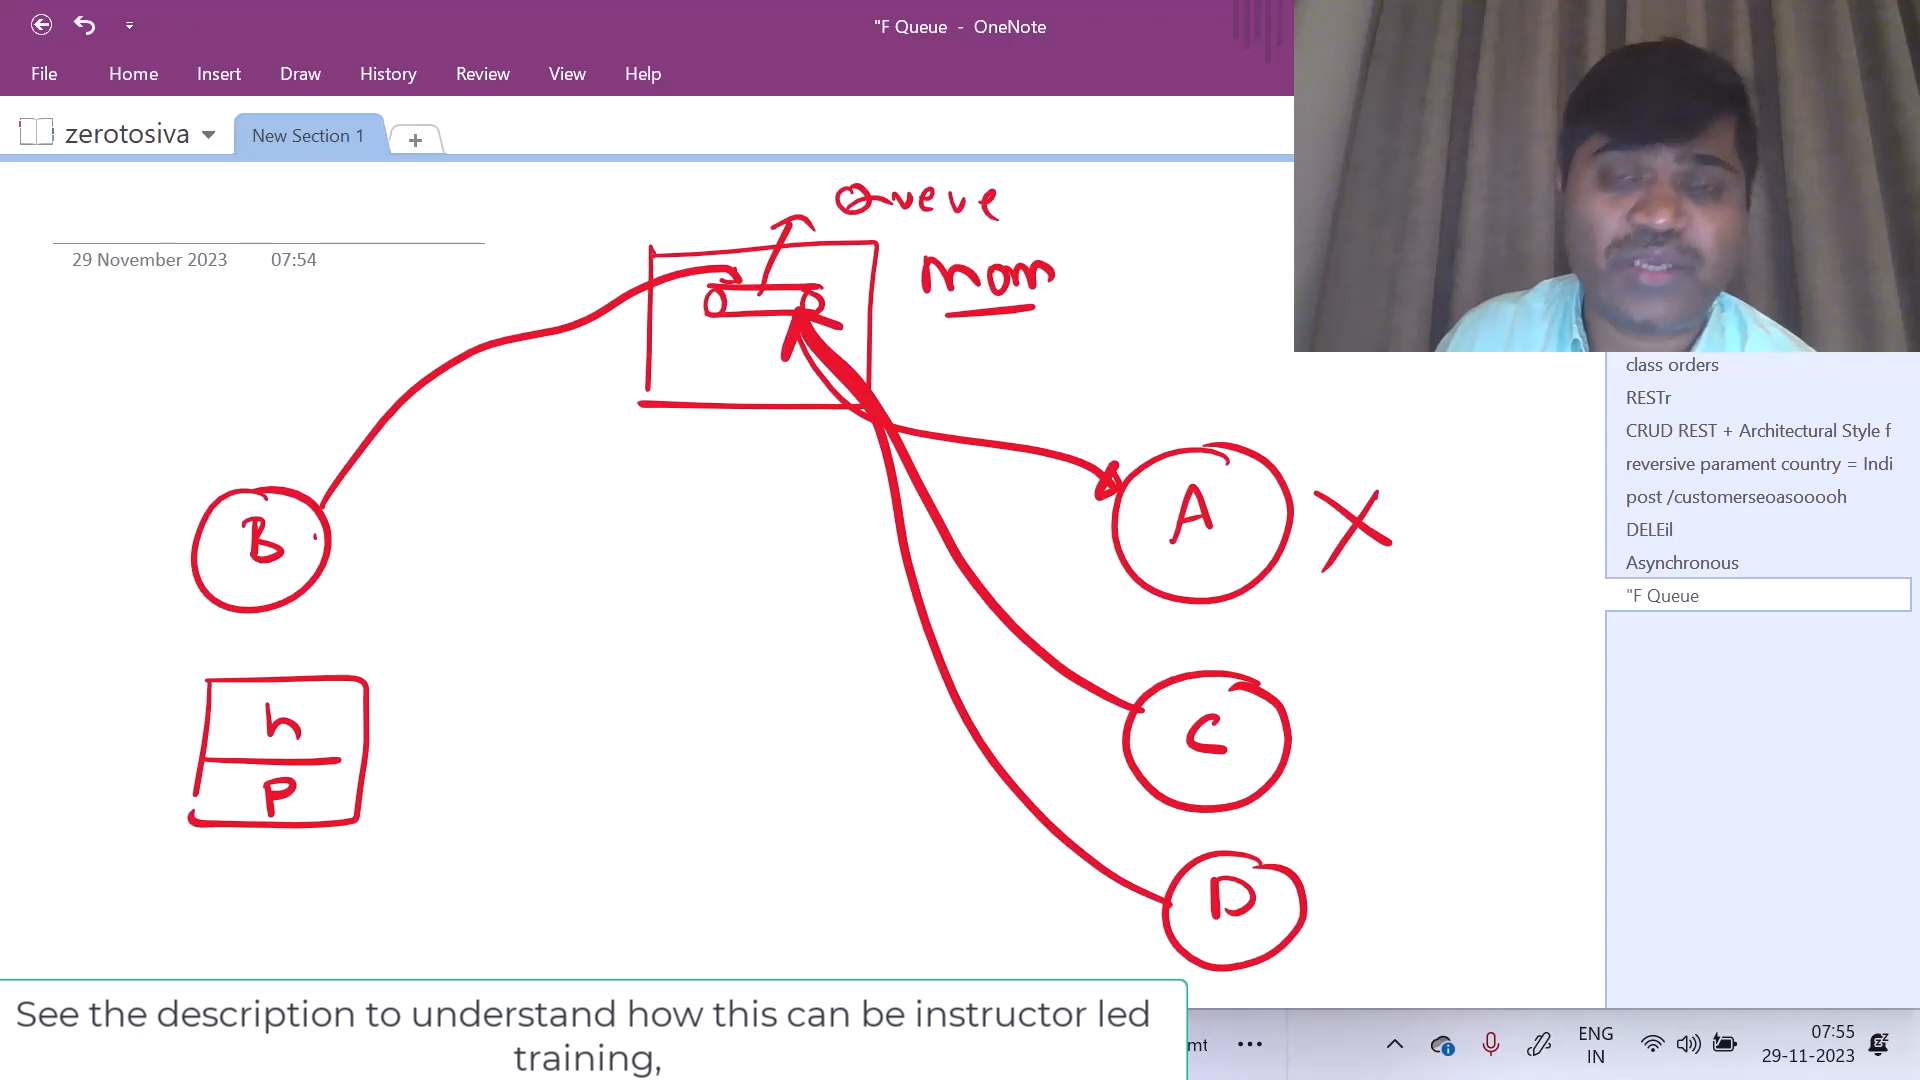 "F Queue - OneNote
File Home Insert Draw History Review View Help
zerotosiva New Section 1 +
Queue
mom
29 November 2023 07:54
B
A X
h
P
C
D
class orders
RESTr
CRUD REST + Architectural Style f
reversive parament country = Indi
post /customerseoasooooh
DELEil
Asynchronous
"F Queue
See the description to understand how this can be instructor led
training,
mt
ENG
IN
07:55
29-11-2023